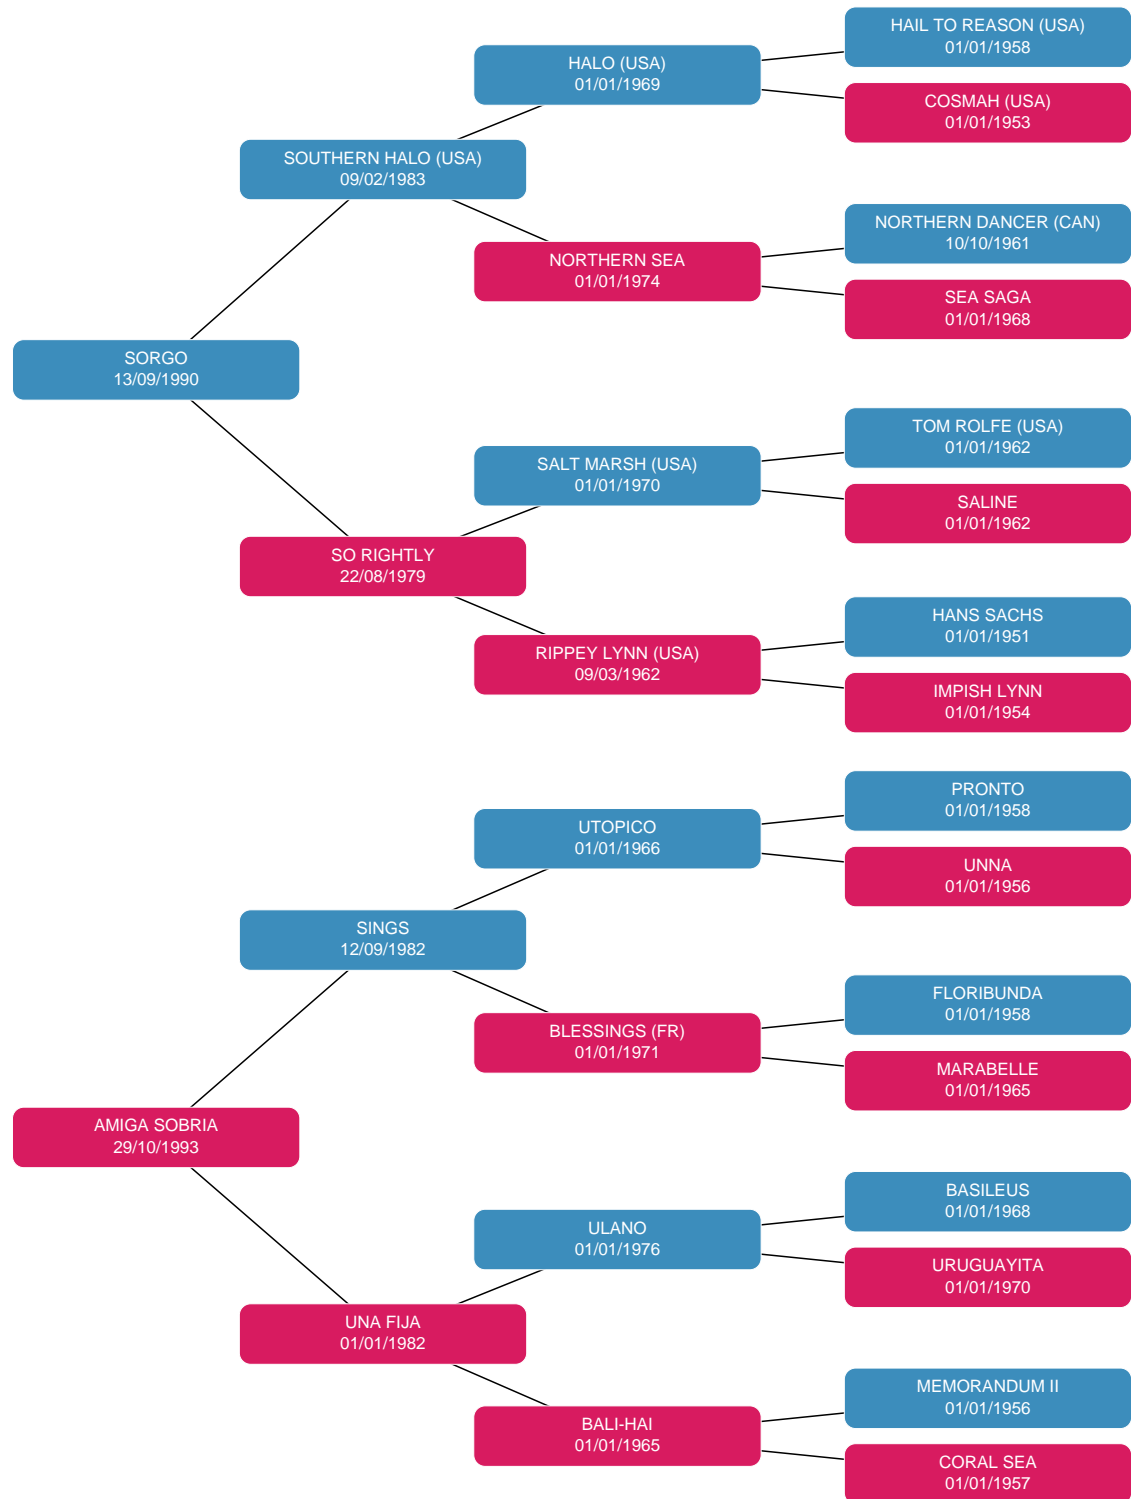 HAIL TO REASON (USA)
01/01/1958
HALO (USA)
01/01/1969
COSMAH (USA)
01/01/1953
SOUTHERN HALO (USA)
09/02/1983
NORTHERN DANCER (CAN)
10/10/1961
NORTHERN SEA
01/01/1974
SEA SAGA
01/01/1968
SORGO
13/09/1990
TOM ROLFE (USA)
01/01/1962
SALT MARSH (USA)
01/01/1970
SALINE
01/01/1962
SO RIGHTLY
22/08/1979
HANS SACHS
01/01/1951
RIPPEY LYNN (USA)
09/03/1962
IMPISH LYNN
01/01/1954
PRONTO
01/01/1958
UTOPICO
01/01/1966
UNNA
01/01/1956
SINGS
12/09/1982
FLORIBUNDA
01/01/1958
BLESSINGS (FR)
01/01/1971
MARABELLE
01/01/1965
AMIGA SOBRIA
29/10/1993
BASILEUS
01/01/1968
ULANO
01/01/1976
URUGUAYITA
01/01/1970
UNA FIJA
01/01/1982
MEMORANDUM II
01/01/1956
BALI-HAI
01/01/1965
CORAL SEA
01/01/1957